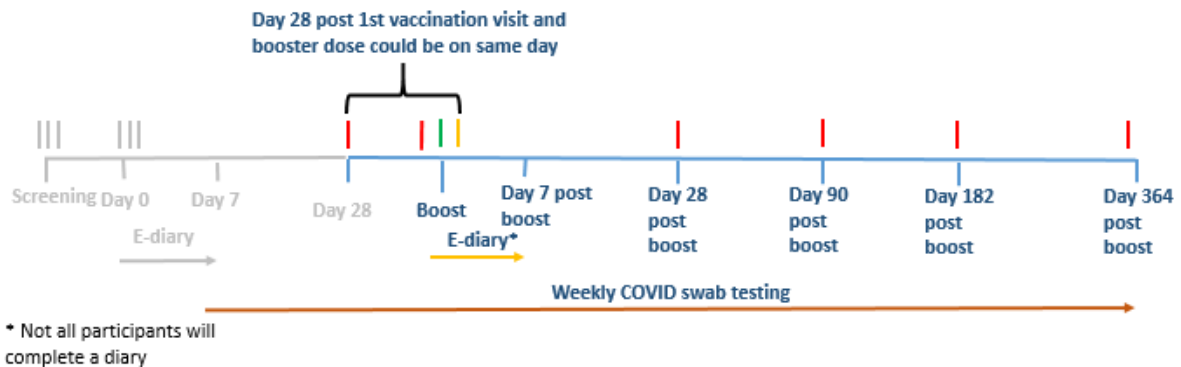 Day 28 post 1st vaccination visit and
booster dose could be on same day
Screening
Day 0
Day 7
Day 28
Boost
Day 7 post
boost
Day 28
post
boost
Day 90
post
boost
Day 182
post
boost
Day 364
post
boost
E-diary
E-diary*
Weekly COVID swab testing
* Not all participants will
complete a diary